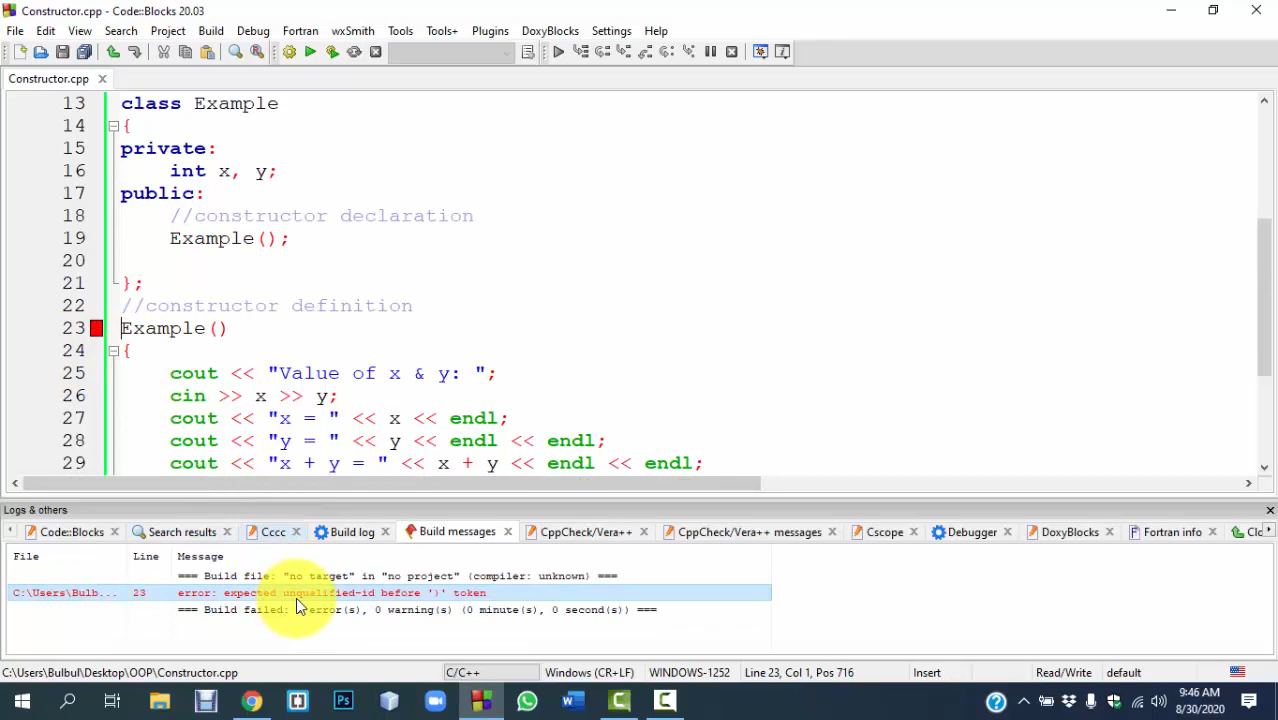 Constructor.cpp - Code::Blocks 20.03
File Edit View Search Project Build Debug Fortran wxSmith Tools Tools+ Plugins DoxyBlocks Settings Help
Constructor.cpp
13 class Example
14 {
15 private:
16 int x, y;
17 public:
18 //constructor declaration
19 Example();
20
21 };
22 //constructor definition
23 Example()
24 {
25 cout << "Value of x & y: ";
26 cin >> x >> y;
27 cout << "x = " << x << endl;
28 cout << "y = " << y << endl << endl;
29 cout << "x + y = " << x + y << endl << endl;
Logs & others
Code::Blocks Search results Cccc Build log Build messages CppCheck/Vera++ CppCheck/Vera++ messages Cscope Debugger DoxyBlocks Fortran info Clo
File Line Message
=== Build file: "no target" in "no project" (compiler: unknown) ===
C:\Users\Bulb... 23 error: expected unqualified-id before ')' token
=== Build failed: error(s), 0 warning(s) (0 minute(s), 0 second(s)) ===
C:\Users\Bulbul\Desktop\OOP\Constructor.cpp C/C++ Windows (CR+LF) WINDOWS-1252 Line 23, Col 1, Pos 716 Insert Read/Write default
9:46 AM
8/30/2020